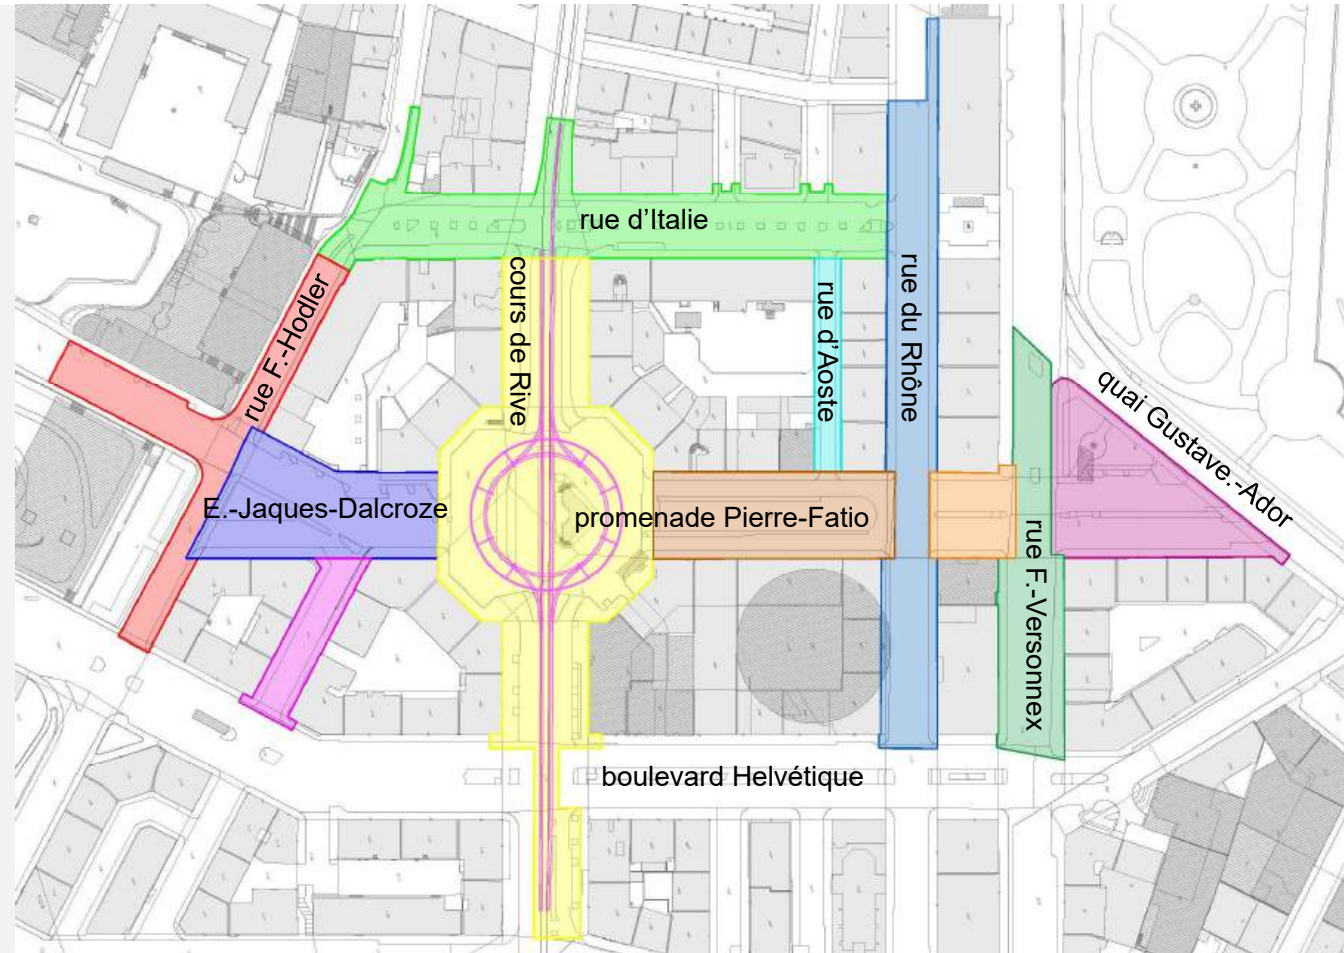 rue d'Italie
cours de Rive
rue F.-Hodler
rue d'Aoste
rue du Rhône
quai Gustave.-Ador
E.-Jaques-Dalcroze
promenade Pierre-Fatio
rue F.-Versonnex
boulevard Helvétique